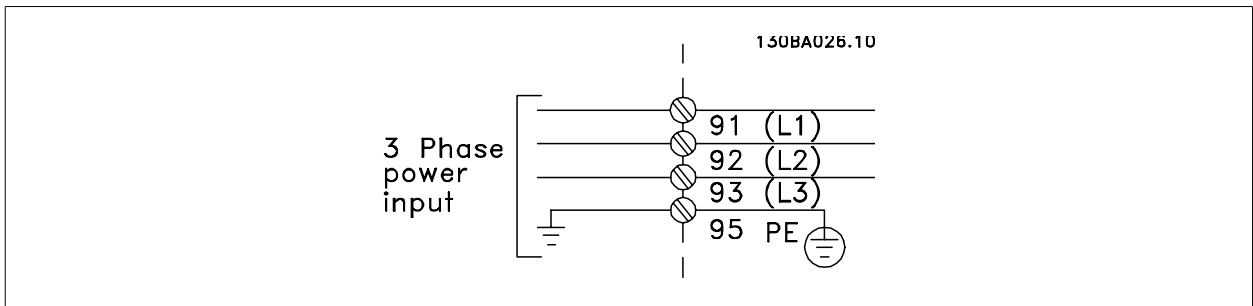 130BA026.10
91 (L1)
3 Phase
power
input
92 (L2)
93 (L3)
95 PE